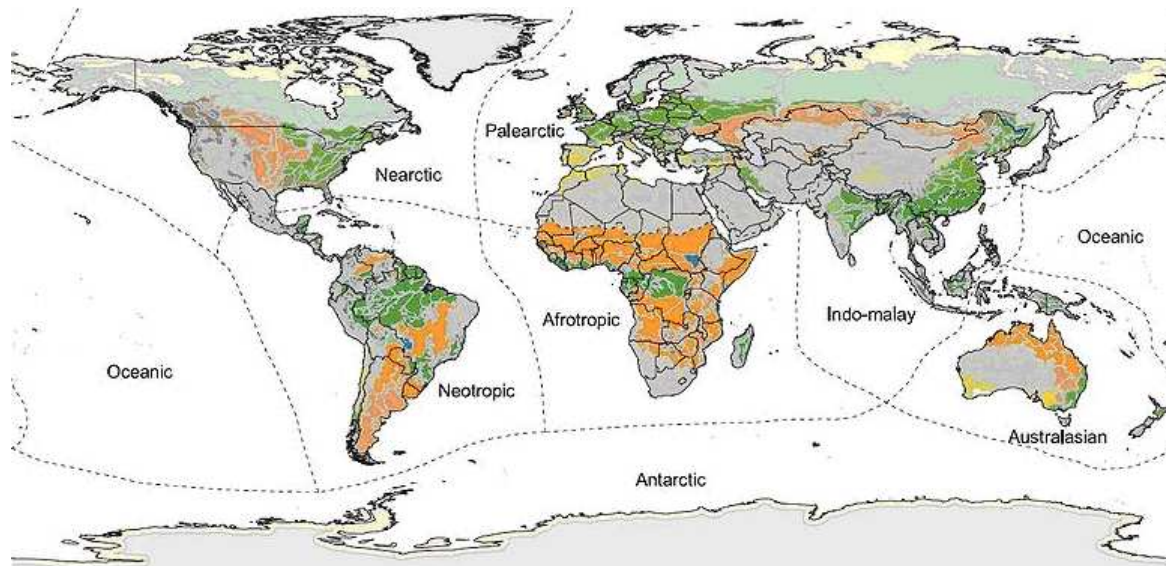 Palearctic
Nearctic
Oceanic
Afrotropic
Indo-malay
Oceanic
Neotropic
Australasian
Antarctic